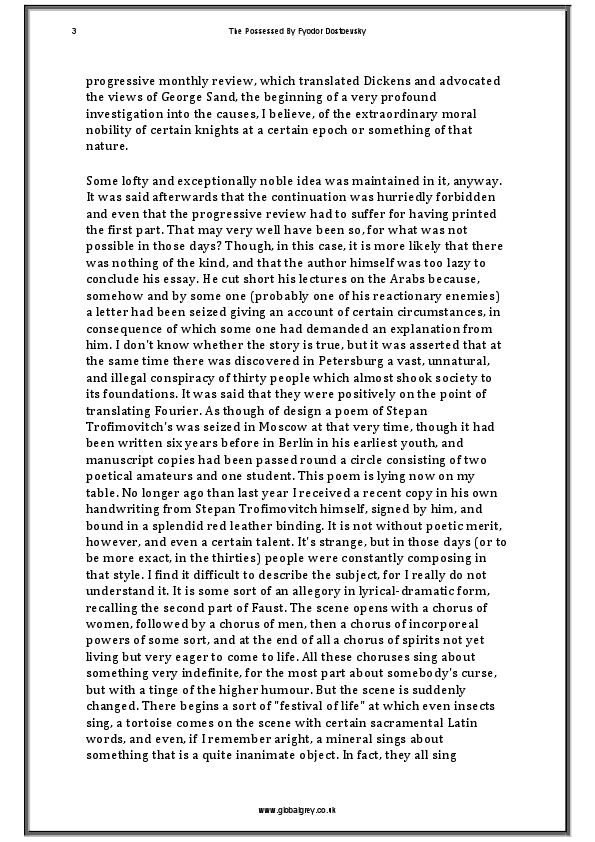 3 The Possessed By Fyodor Dostoevsky
progressive monthly review, which translated Dickens and advocated
the views of George Sand, the beginning of a very profound
investigation into the causes, I believe, of the extraordinary moral
nobility of certain knights at a certain epoch or something of that
nature.
Some lofty and exceptionally noble idea was maintained in it, anyway.
It was said afterwards that the continuation was hurriedly forbidden
and even that the progressive review had to suffer for having printed
the first part. That may very well have been so, for what was not
possible in those days? Though, in this case, it is more likely that there
was nothing of the kind, and that the author himself was too lazy to
conclude his essay. He cut short his lectures on the Arabs because,
somehow and by some one (probably one of his reactionary enemies)
a letter had been seized giving an account of certain circumstances, in
consequence of which some one had demanded an explanation from
him. I don't know whether the story is true, but it was asserted that at
the same time there was discovered in Petersburg a vast, unnatural,
and illegal conspiracy of thirty people which almost shook society to
its foundations. It was said that they were positively on the point of
translating Fourier. As though of design a poem of Stepan
Trofimovitch's was seized in Moscow at that very time, though it had
been written six years before in Berlin in his earliest youth, and
manuscript copies had been passed round a circle consisting of two
poetical amateurs and one student. This poem is lying now on my
table. No longer ago than last year I received a recent copy in his own
handwriting from Stepan Trofimovitch himself, signed by him, and
bound in a splendid red leather binding. It is not without poetic merit,
however, and even a certain talent. It's strange, but in those days (or to
be more exact, in the thirties) people were constantly composing in
that style. I find it difficult to describe the subject, for I really do not
understand it. It is some sort of an allegory in lyrical-dramatic form,
recalling the second part of Faust. The scene opens with a chorus of
women, followed by a chorus of men, then a chorus of incorporeal
powers of some sort, and at the end of all a chorus of spirits not yet
living but very eager to come to life. All these choruses sing about
something very indefinite, for the most part about somebody's curse,
but with a tinge of the higher humour. But the scene is suddenly
changed. There begins a sort of "festival of life" at which even insects
sing, a tortoise comes on the scene with certain sacramental Latin
words, and even, if I remember aright, a mineral sings about
something that is a quite inanimate object. In fact, they all sing
www.globalgrey.co.uk